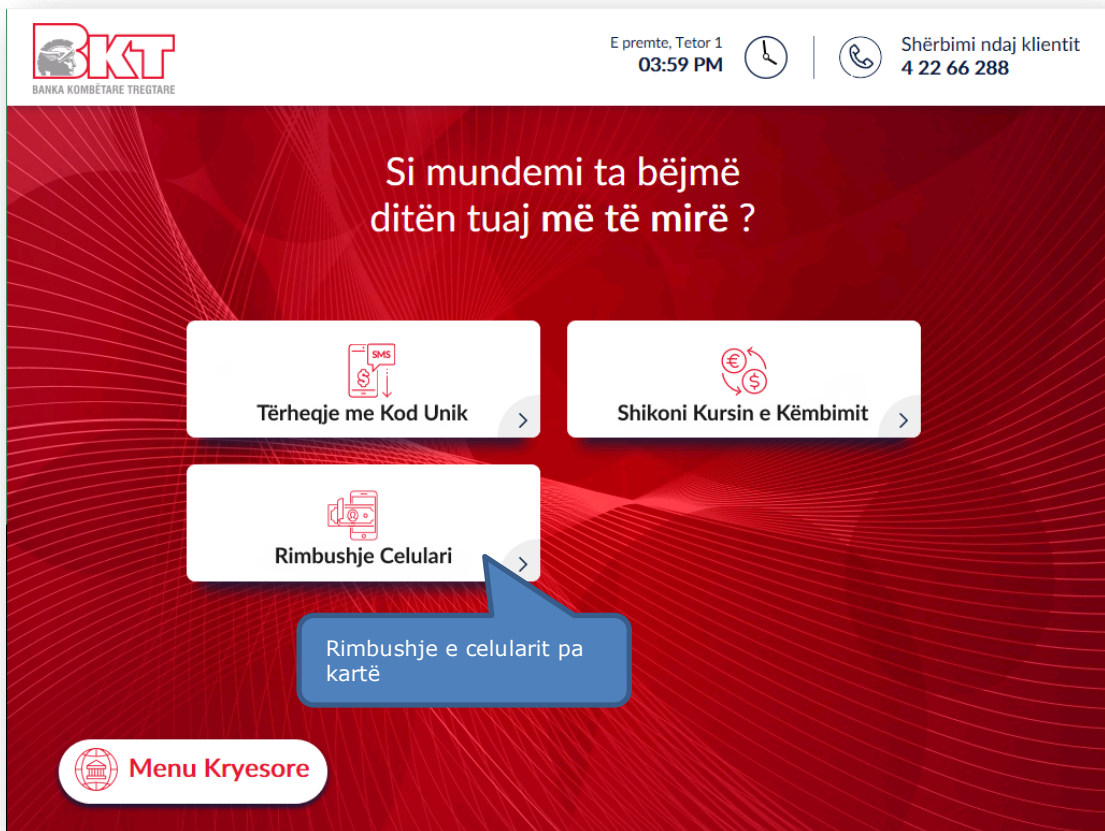 BKT
BANKA KOMBËTARE TREGTARE
E premte, Tetor 1
03:59 PM
Shërbimi ndaj klientit
4 22 66 288
Si mundemi ta bëjmë
ditën tuaj më të mirë ?
SMS
Tërheqje me Kod Unik
Shikoni Kursin e Këmbimit
Rimbushje Celulari
Rimbushje e celularit pa
kartë
Menu Kryesore